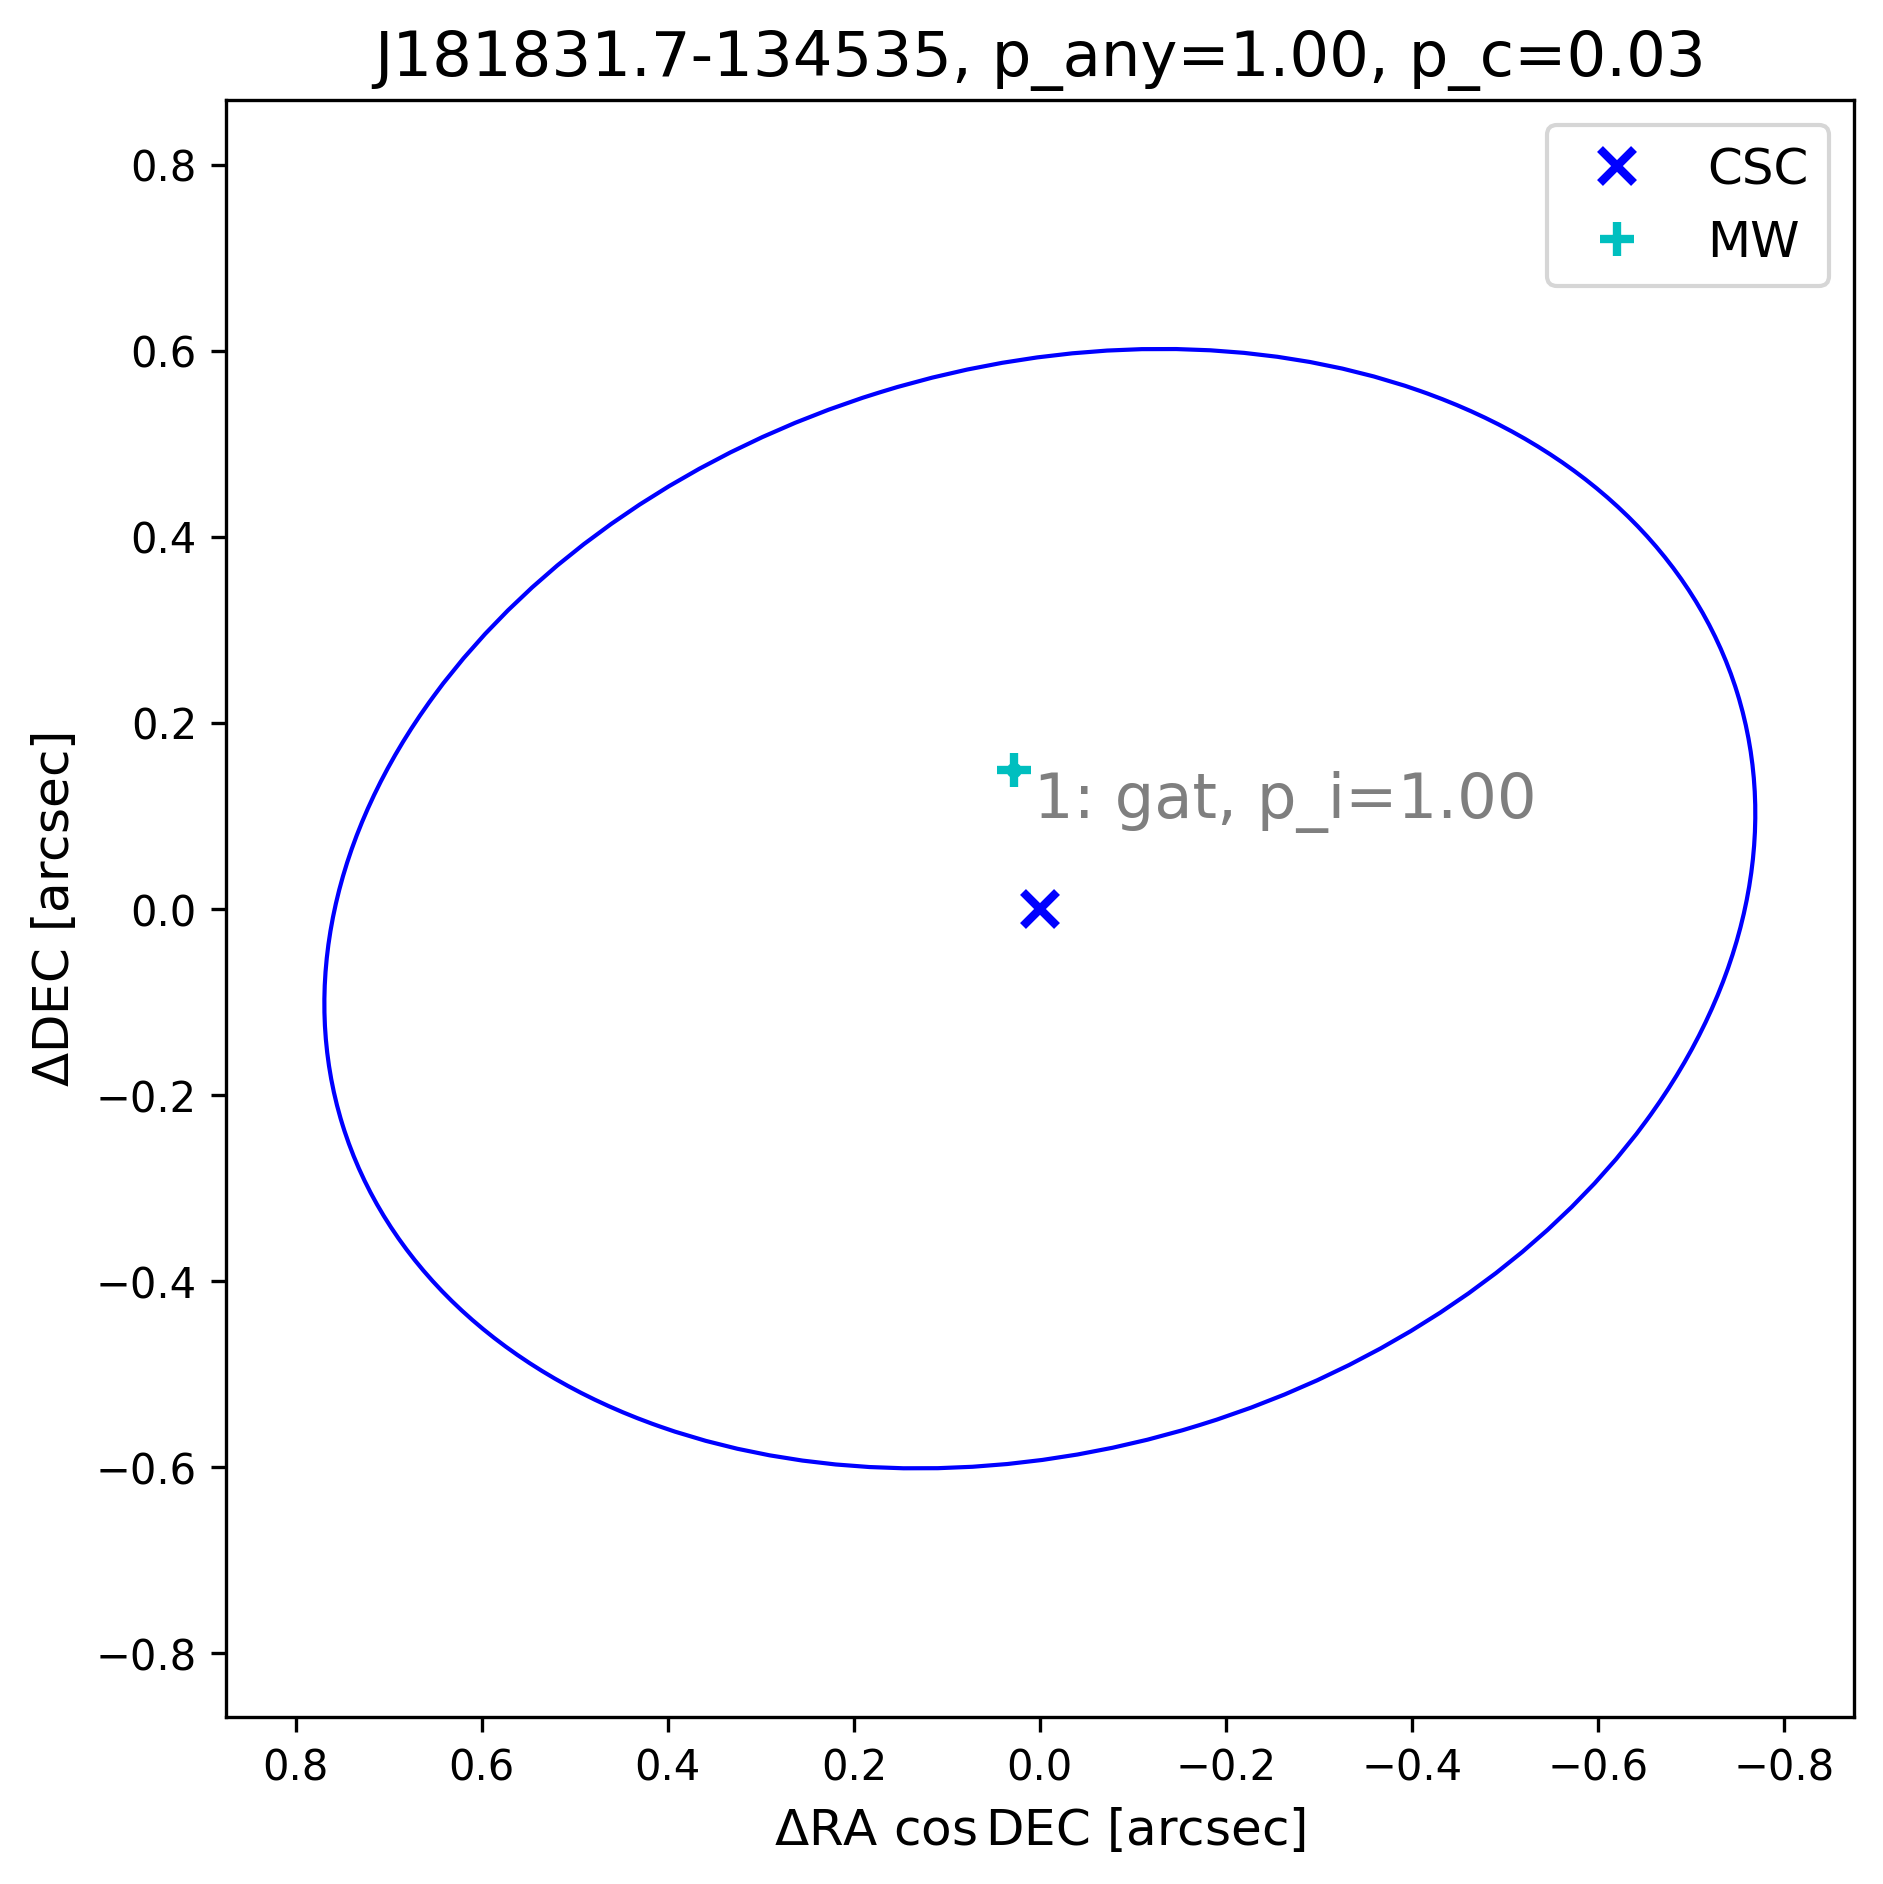 J181831.7-134535, p_any=1.00, p_c=0.03
CSC
MW
0.8
0.6
0.4
0.2
0.0
−0.2
−0.4
−0.6
−0.8
ΔDEC [arcsec]
1: gat, p_i=1.00
0.8 0.6 0.4 0.2 0.0 −0.2 −0.4 −0.6 −0.8
ΔRA cos DEC [arcsec]